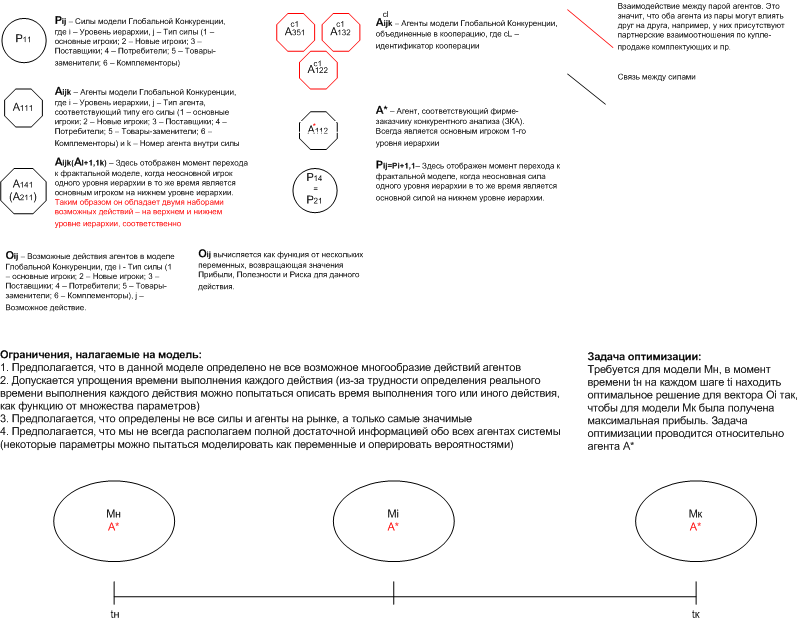 P11
Pij – Силы модели Глобальной Конкуренции,
где i – Уровень иерархии, j – Тип силы (1 –
основные игроки; 2 – Новые игроки; 3 –
Поставщики; 4 – Потребители; 5 – Товары-
заменители; 6 – Комплементоры)
A111
Aijk – Агенты модели Глобальной Конкуренции,
где i – Уровень иерархии, j – Тип агента,
соответствующий типу его силы (1 – основные
игроки; 2 – Новые игроки; 3 – Поставщики; 4 –
Потребители; 5 – Товары-заменители; 6 –
Комплементоры) и k – Номер агента внутри силы
A141
(A211)
Aijk(Ai+1,1k) – Здесь отображен момент перехода
к фрактальной модели, когда неосновной игрок
одного уровня иерархии в то же время является
основным игроком на нижнем уровне иерархии.
Таким образом он обладает двумя наборами
возможных действий – на верхнем и нижнем
уровне иерархии, соответственно
c1
A351
c1
A132
c1
A122
cl
Aijk – Агенты модели Глобальной Конкуренции,
объединенные в кооперацию, где cL –
идентификатор кооперации
A*112
A* – Агент, соответствующий фирме-
заказчику конкурентного анализа (ЗКА).
Всегда является основным игроком 1-го
уровня иерархии
P14
=
P21
Pij=Pi+1,1– Здесь отображен момент перехода к
фрактальной модели, когда неосновная сила
одного уровня иерархии в то же время является
основной силой на нижнем уровне иерархии.
Взаимодействие между парой агентов. Это
значит, что оба агента из пары могут влиять
друг на друга, например, у них присутствуют
партнерские взаимоотношения по купле-
продаже комплектующих и пр.
Связь между силами
Oij – Возможные действия агентов в модели
Глобальной Конкуренции, где i - Тип силы (1
– основные игроки; 2 – Новые игроки; 3 –
Поставщики; 4 – Потребители; 5 – Товары-
заменители; 6 – Комплементоры), j –
Возможное действие.
Oij вычисляется как функция от нескольких
переменных, возвращающая значения
Прибыли, Полезности и Риска для данного
действия.
Ограничения, налагаемые на модель:
1. Предполагается, что в данной модели определено не все возможное многообразие действий агентов
2. Допускается упрощения времени выполнения каждого действия (из-за трудности определения реального
времени выполнения каждого действия можно попытаться описать время выполнения того или иного действия,
как функцию от множества параметров)
3. Предполагается, что определены не все силы и агенты на рынке, а только самые значимые
4. Предполагается, что мы не всегда располагаем полной достаточной информацией обо всех агентах системы
(некоторые параметры можно пытаться моделировать как переменные и оперировать вероятностями)
Задача оптимизации:
Требуется для модели Mн, в момент
времени tн на каждом шаге ti находить
оптимальное решение для вектора Oi так,
чтобы для модели Mк была получена
максимальная прибыль. Задача
оптимизации проводится относительно
агента A*
Mн
A*
Mi
A*
Mк
A*
tн
tк